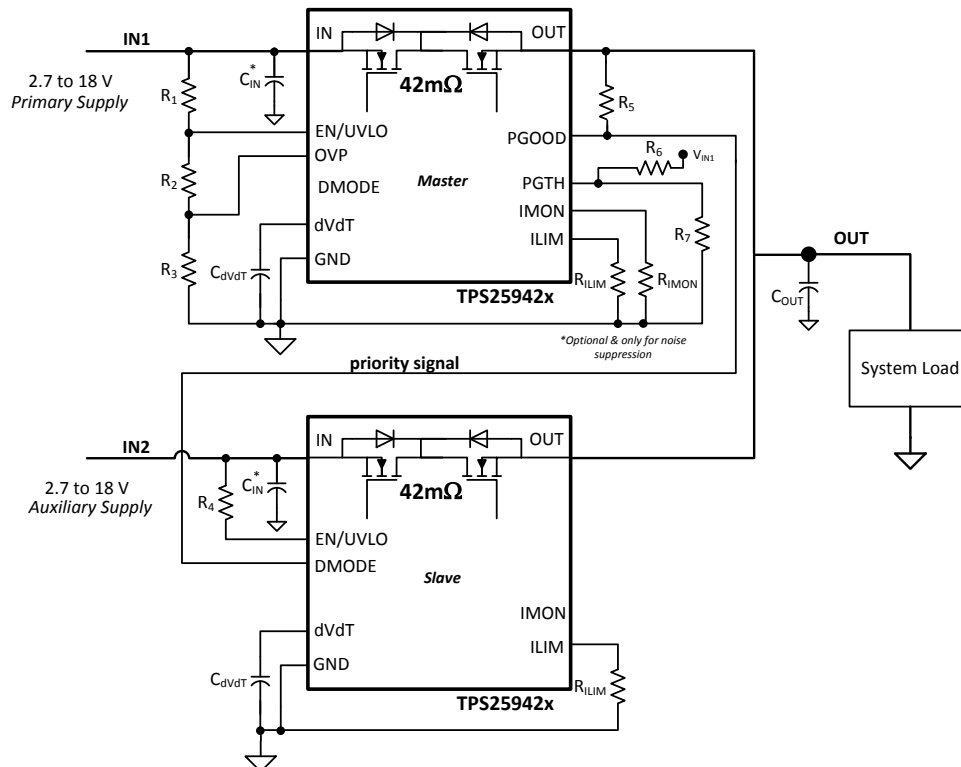 IN1
2.7 to 18 V
Primary Supply
R1
R2
R3
CIN*
IN
OUT
42mΩ
EN/UVLO
OVP
DMODE
dVdT
GND
Master
PGOOD
PGTH
IMON
ILIM
TPS25942x
CdVdT
R5
R6
VIN1
R7
RILIM
RIMON
*Optional & only for noise
suppression
OUT
COUT
System Load
priority signal
IN2
2.7 to 18 V
Auxiliary Supply
R4
CIN*
IN
OUT
42mΩ
EN/UVLO
DMODE
Slave
dVdT
GND
IMON
ILIM
TPS25942x
CdVdT
RILIM